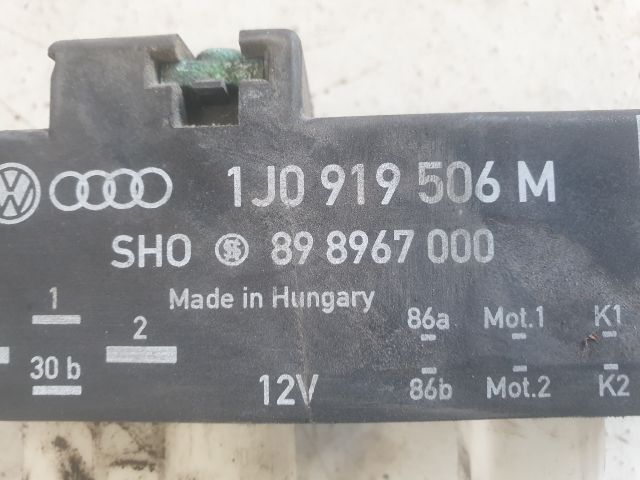 1J0 919 506 M
SHO 89 8967 000
Made in Hungary
1 2 86a Mot.1 K1
30 b 12V 86b Mot.2 K2